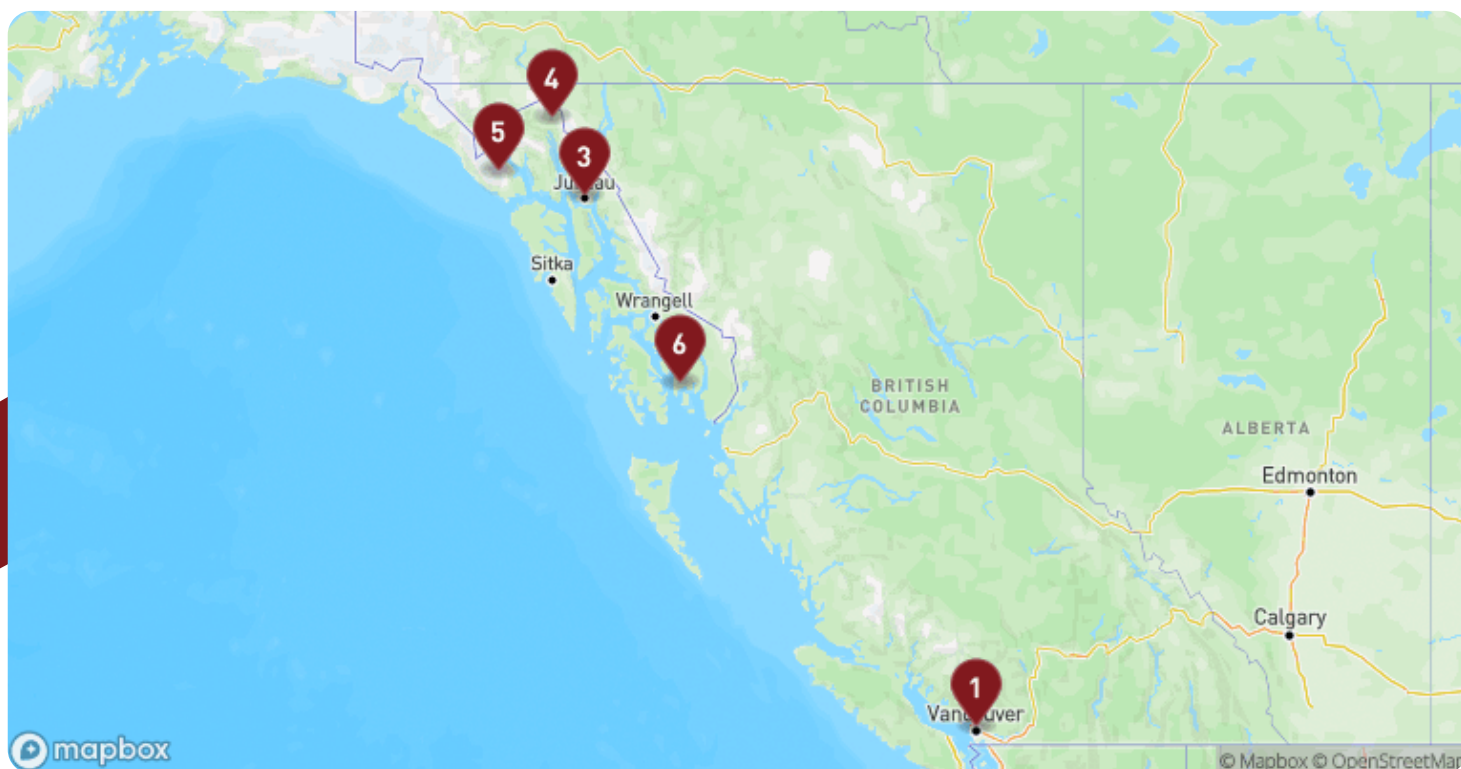 4
5
3
Juneau
Sitka
Wrangell
6
BRITISH
COLUMBIA
ALBERTA
Edmonton
Calgary
1
Vancouver
mapbox
© Mapbox © OpenStreetMap